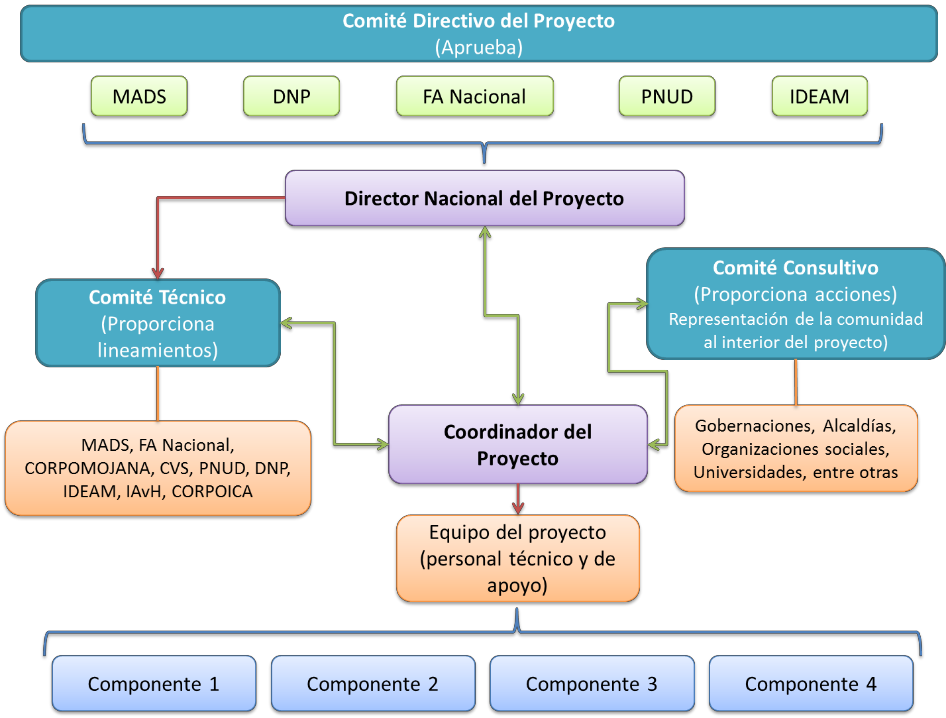 Comité Directivo del Proyecto
(Aprueba)
MADS
DNP
FA Nacional
PNUD
IDEAM
Director Nacional del Proyecto
Comité Técnico
(Proporciona
lineamientos)
Comité Consultivo
(Proporciona acciones)
Representación de la comunidad
al interior del proyecto)
MADS, FA Nacional,
CORPOMOJANA, CVS, PNUD, DNP,
IDEAM, IAvH, CORPOICA
Coordinador del
Proyecto
Gobernaciones, Alcaldías,
Organizaciones sociales,
Universidades, entre otras
Equipo del proyecto
(personal técnico y de
apoyo)
Componente 1
Componente 2
Componente 3
Componente 4